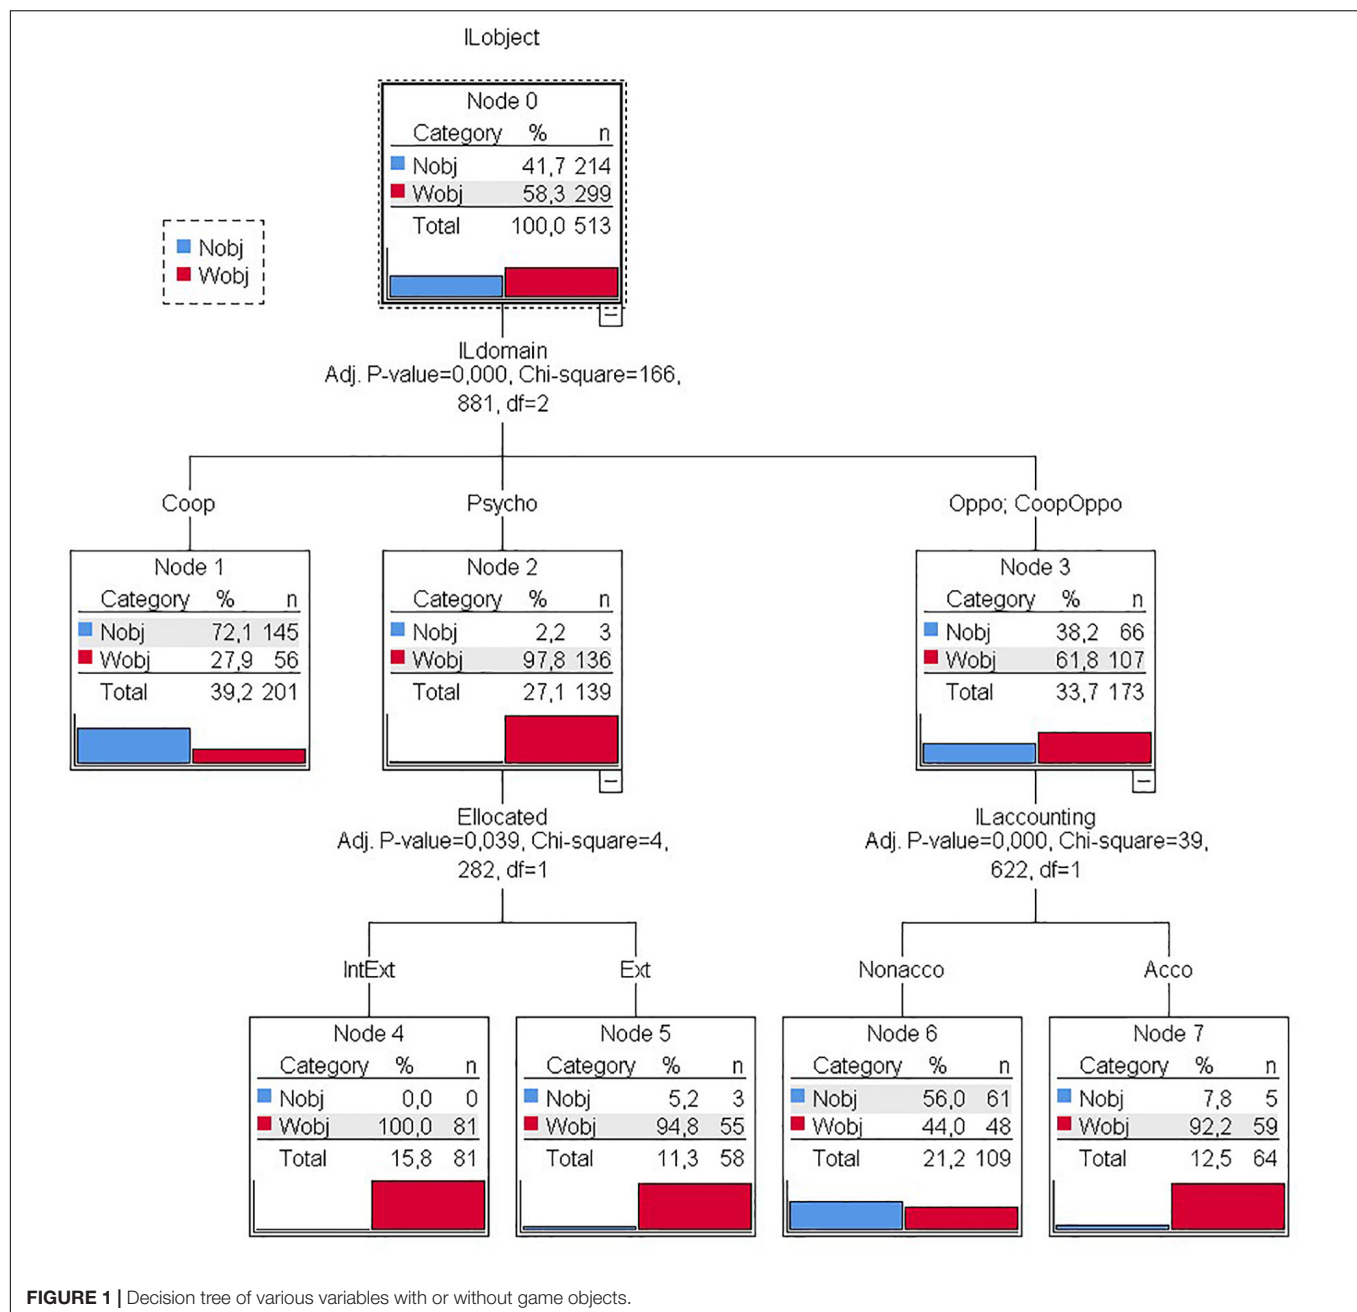 ILobject
Node 0
Category % n
Nobj 41,7 214
Wobj 58,3 299
Total 100,0 513
Nobj
Wobj
ILdomain
Adj. P-value=0,000, Chi-square=166,
881, df=2
Coop
Psycho
Oppo; CoopOppo
Node 1
Category % n
Nobj 72,1 145
Wobj 27,9 56
Total 39,2 201
Node 2
Category % n
Nobj 2,2 3
Wobj 97,8 136
Total 27,1 139
Node 3
Category % n
Nobj 38,2 66
Wobj 61,8 107
Total 33,7 173
Ellocated
Adj. P-value=0,039, Chi-square=4,
282, df=1
ILaccounting
Adj. P-value=0,000, Chi-square=39,
622, df=1
IntExt
Ext
Nonacco
Acco
Node 4
Category % n
Nobj 0,0 0
Wobj 100,0 81
Total 15,8 81
Node 5
Category % n
Nobj 5,2 3
Wobj 94,8 55
Total 11,3 58
Node 6
Category % n
Nobj 56,0 61
Wobj 44,0 48
Total 21,2 109
Node 7
Category % n
Nobj 7,8 5
Wobj 92,2 59
Total 12,5 64
FIGURE 1 | Decision tree of various variables with or without game objects.